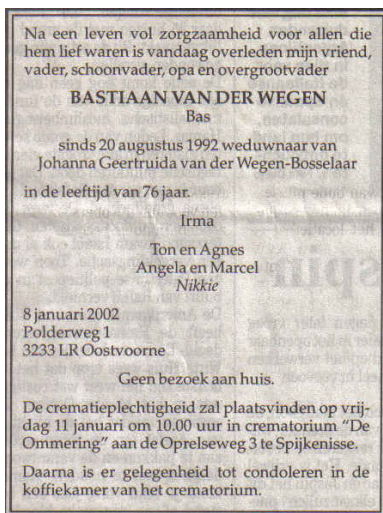 Na een leven vol zorgzaamheid voor allen die
hem lief waren is vandaag overleden mijn vriend,
vader, schoonvader, opa en overgrootvader
BASTIAAN VAN DER WEGEN
Bas
sinds 20 augustus 1992 weduwnaar van
Johanna Geertruida van der Wegen-Bosselaar
in de leeftijd van 76 jaar.
Irma
Ton en Agnes
Angela en Marcel
Nikkie
8 januari 2002
Polderweg 1
3233 LR Oostvoorne
Geen bezoek aan huis.
De crematieplechtigheid zal plaatsvinden op vrij-
dag 11 januari om 10.00 uur in crematorium “De
Ommering” aan de Oprelseweg 3 te Spijkenisse.
Daarna is er gelegenheid tot condoleren in de
koffiekamer van het crematorium.